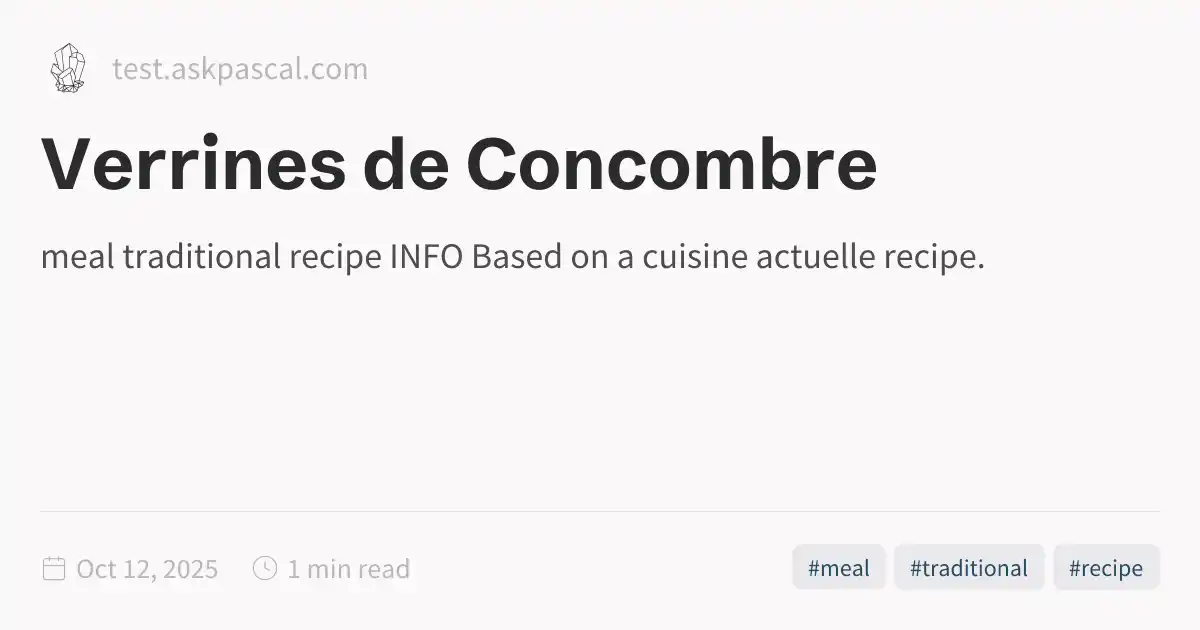 test.askpascal.com
Verrines de Concombre
meal traditional recipe INFO Based on a cuisine actuelle recipe.
Oct 12, 2025 1 min read #meal #traditional #recipe